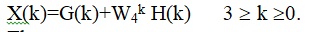 X(k)=G(k)+W₄ᵏ H(k) 3 ≥ k ≥0.